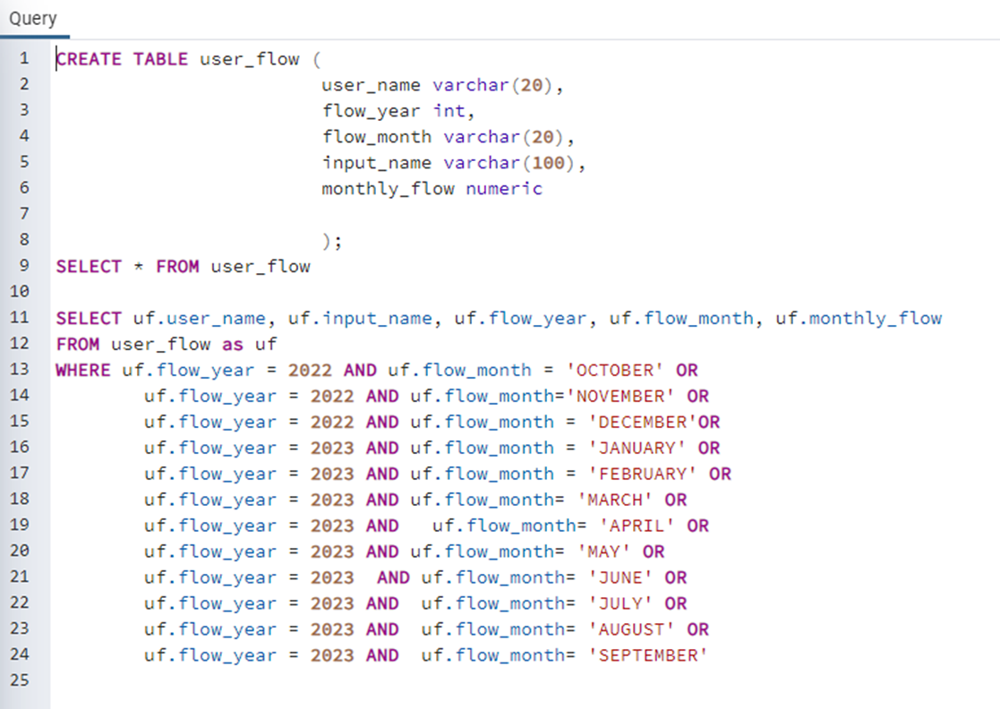 Query
1 CREATE TABLE user_flow (
2 user_name varchar(20),
3 flow_year int,
4 flow_month varchar(20),
5 input_name varchar(100),
6 monthly_flow numeric
7
8 );
9 SELECT * FROM user_flow
10
11 SELECT uf.user_name, uf.input_name, uf.flow_year, uf.flow_month, uf.monthly_flow
12 FROM user_flow as uf
13 WHERE uf.flow_year = 2022 AND uf.flow_month = 'OCTOBER' OR
14 uf.flow_year = 2022 AND uf.flow_month='NOVEMBER' OR
15 uf.flow_year = 2022 AND uf.flow_month = 'DECEMBER'OR
16 uf.flow_year = 2023 AND uf.flow_month = 'JANUARY' OR
17 uf.flow_year = 2023 AND uf.flow_month = 'FEBRUARY' OR
18 uf.flow_year = 2023 AND uf.flow_month= 'MARCH' OR
19 uf.flow_year = 2023 AND   uf.flow_month= 'APRIL' OR
20 uf.flow_year = 2023 AND uf.flow_month= 'MAY' OR
21 uf.flow_year = 2023  AND uf.flow_month= 'JUNE' OR
22 uf.flow_year = 2023 AND  uf.flow_month= 'JULY' OR
23 uf.flow_year = 2023 AND  uf.flow_month= 'AUGUST' OR
24 uf.flow_year = 2023 AND  uf.flow_month= 'SEPTEMBER'
25